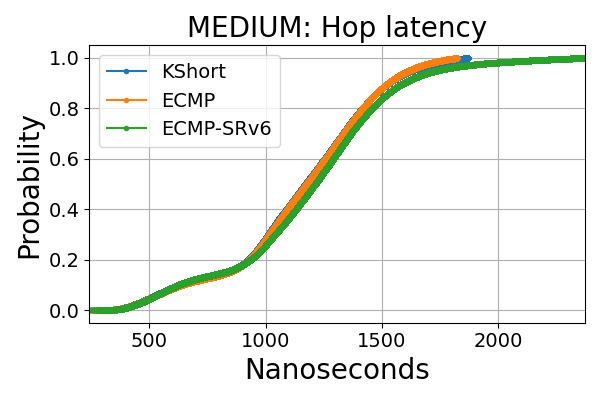 MEDIUM: Hop latency
KShort
ECMP
ECMP-SRv6
Probability
1.0
0.8
0.6
0.4
0.2
0.0
500 1000 1500 2000
Nanoseconds